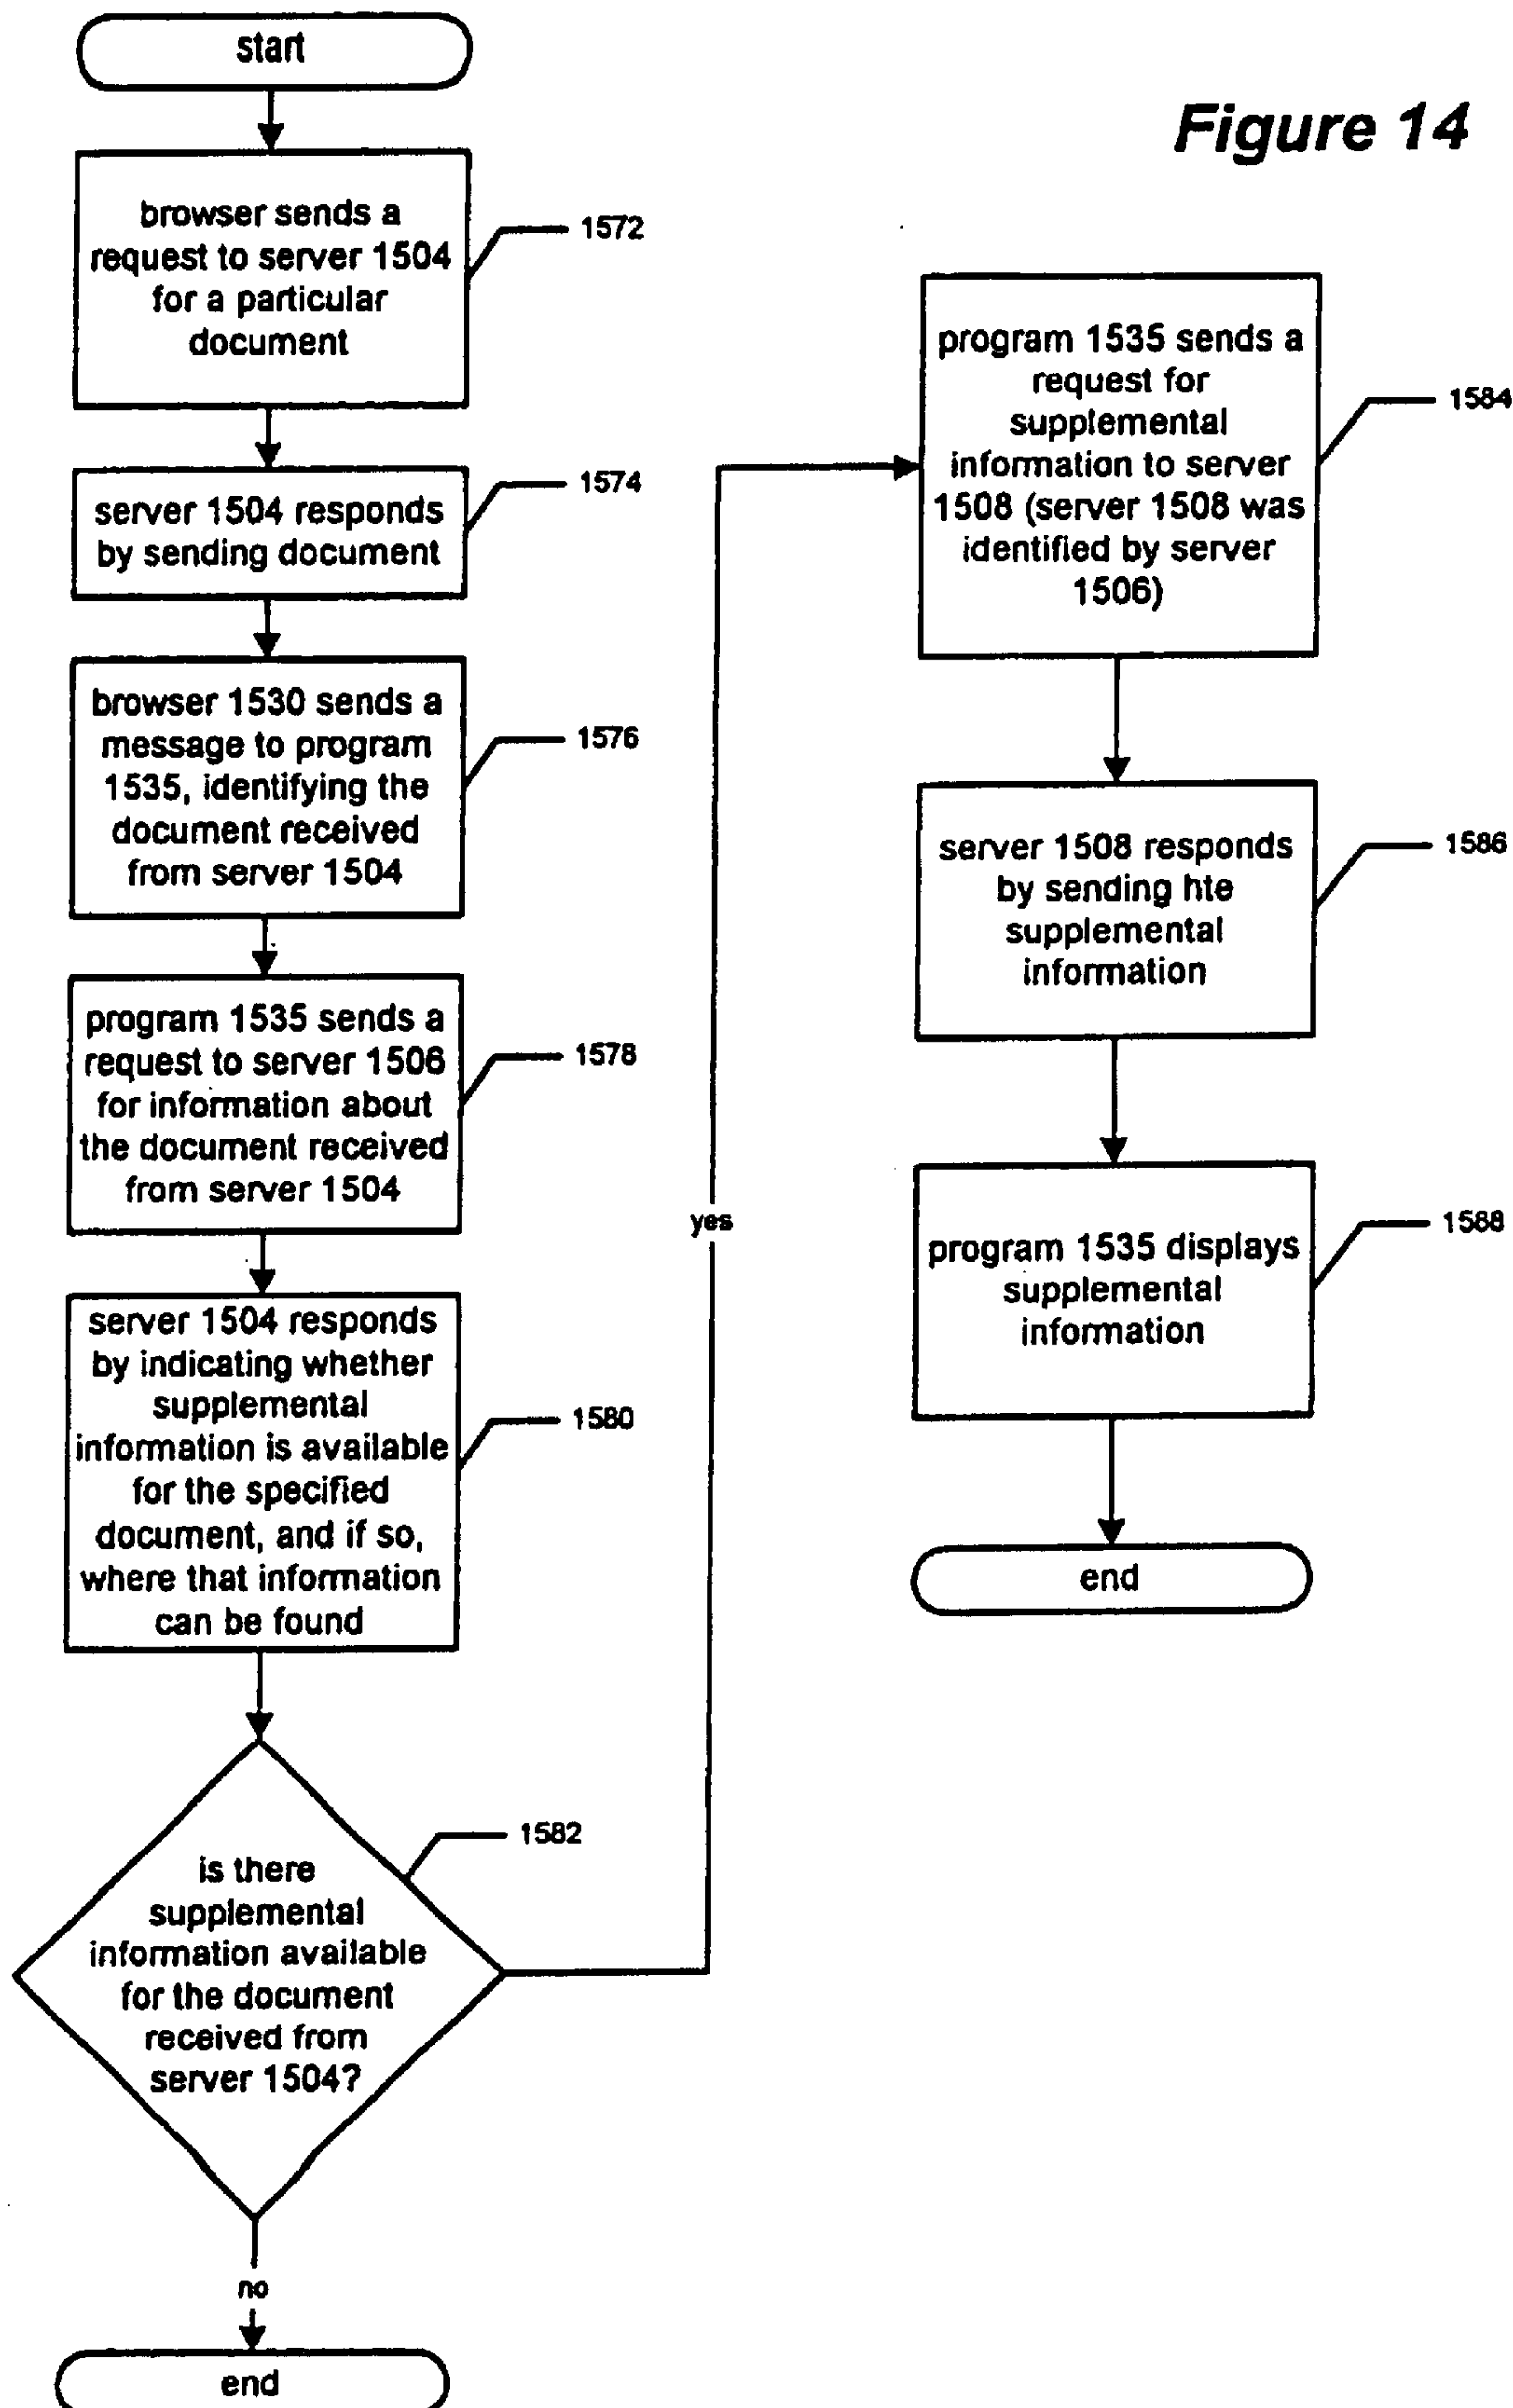 start
Figure 14
browser sends a
request to server 1504
for a particular
document
1572
server 1504 responds
by sending document
1574
browser 1530 sends a
message to program
1535, identifying the
document received
from server 1504
1576
program 1535 sends a
request to server 1506
for information about
the document received
from server 1504
1578
server 1504 responds
by indicating whether
supplemental
information is available
for the specified
document, and if so,
where that information
can be found
1580
is there
supplemental
information available
for the document
received from
server 1504?
1582
no
end
yes
program 1535 sends a
request for
supplemental
information to server
1508 (server 1508 was
identified by server
1506)
1584
server 1508 responds
by sending hte
supplemental
information
1586
program 1535 displays
supplemental
information
1588
end